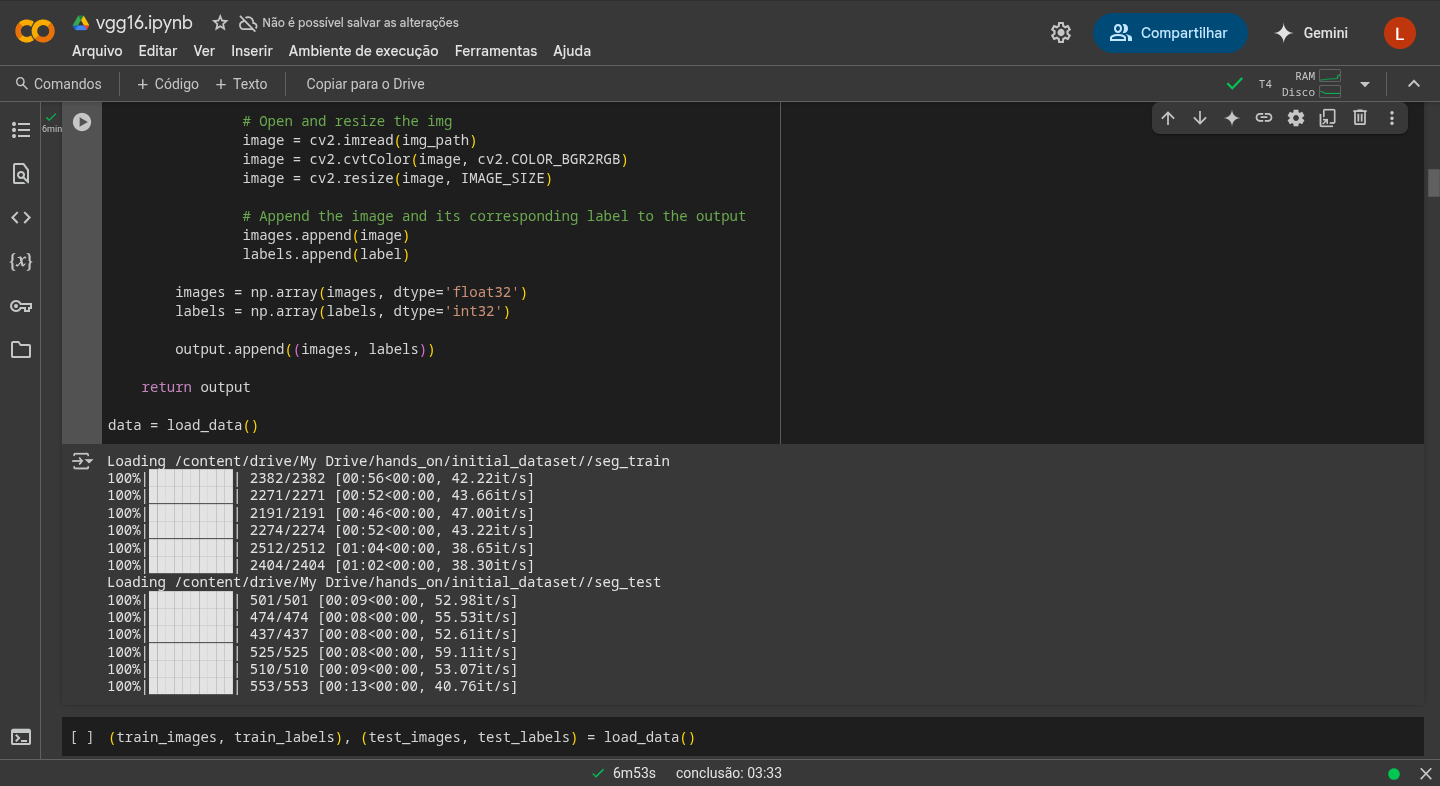 vgg16.ipynb
Não é possível salvar as alterações
Arquivo Editar Ver Inserir Ambiente de execução Ferramentas Ajuda
Compartilhar
Gemini
L
Comandos + Código + Texto Copiar para o Drive
T4
RAM
Disco
6min
# Open and resize the img
image = cv2.imread(img_path)
image = cv2.cvtColor(image, cv2.COLOR_BGR2RGB)
image = cv2.resize(image, IMAGE_SIZE)
# Append the image and its corresponding label to the output
images.append(image)
labels.append(label)
images = np.array(images, dtype='float32')
labels = np.array(labels, dtype='int32')
output.append((images, labels))
return output
data = load_data()
Loading /content/drive/My Drive/hands_on/initial_dataset//seg_train
100%|██████████| 2382/2382 [00:56<00:00, 42.22it/s]
100%|██████████| 2271/2271 [00:52<00:00, 43.66it/s]
100%|██████████| 2191/2191 [00:46<00:00, 47.00it/s]
100%|██████████| 2274/2274 [00:52<00:00, 43.22it/s]
100%|██████████| 2512/2512 [01:04<00:00, 38.65it/s]
100%|██████████| 2404/2404 [01:02<00:00, 38.30it/s]
Loading /content/drive/My Drive/hands_on/initial_dataset//seg_test
100%|██████████| 501/501 [00:09<00:00, 52.98it/s]
100%|██████████| 474/474 [00:08<00:00, 55.53it/s]
100%|██████████| 437/437 [00:08<00:00, 52.61it/s]
100%|██████████| 525/525 [00:08<00:00, 59.11it/s]
100%|██████████| 510/510 [00:09<00:00, 53.07it/s]
100%|██████████| 553/553 [00:13<00:00, 40.76it/s]
[ ] (train_images, train_labels), (test_images, test_labels) = load_data()
6m53s conclusão: 03:33